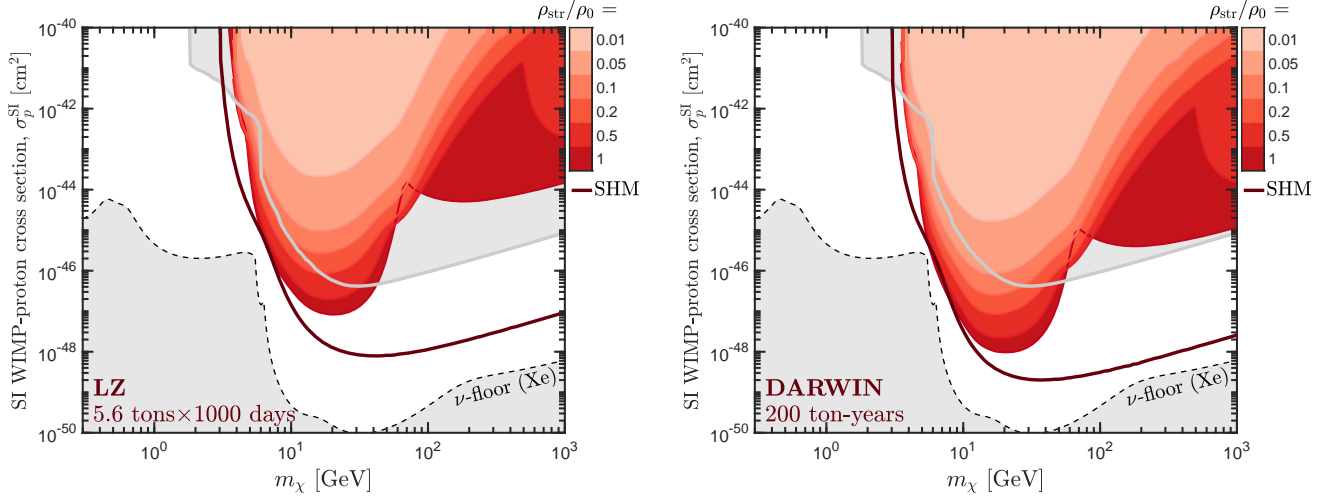 ρ_str/ρ_0 =
10^-40
10^-42
10^-44
10^-46
10^-48
10^-50
SI WIMP-proton cross section, σ_p^SI [cm²]
0.01
0.05
0.1
0.2
0.5
1
SHM
LZ
5.6 tons×1000 days
ν-floor (Xe)
10^0
10^1
10^2
10^3
m_χ [GeV]
ρ_str/ρ_0 =
10^-40
10^-42
10^-44
10^-46
10^-48
10^-50
SI WIMP-proton cross section, σ_p^SI [cm²]
0.01
0.05
0.1
0.2
0.5
1
SHM
DARWIN
200 ton-years
ν-floor (Xe)
10^0
10^1
10^2
10^3
m_χ [GeV]